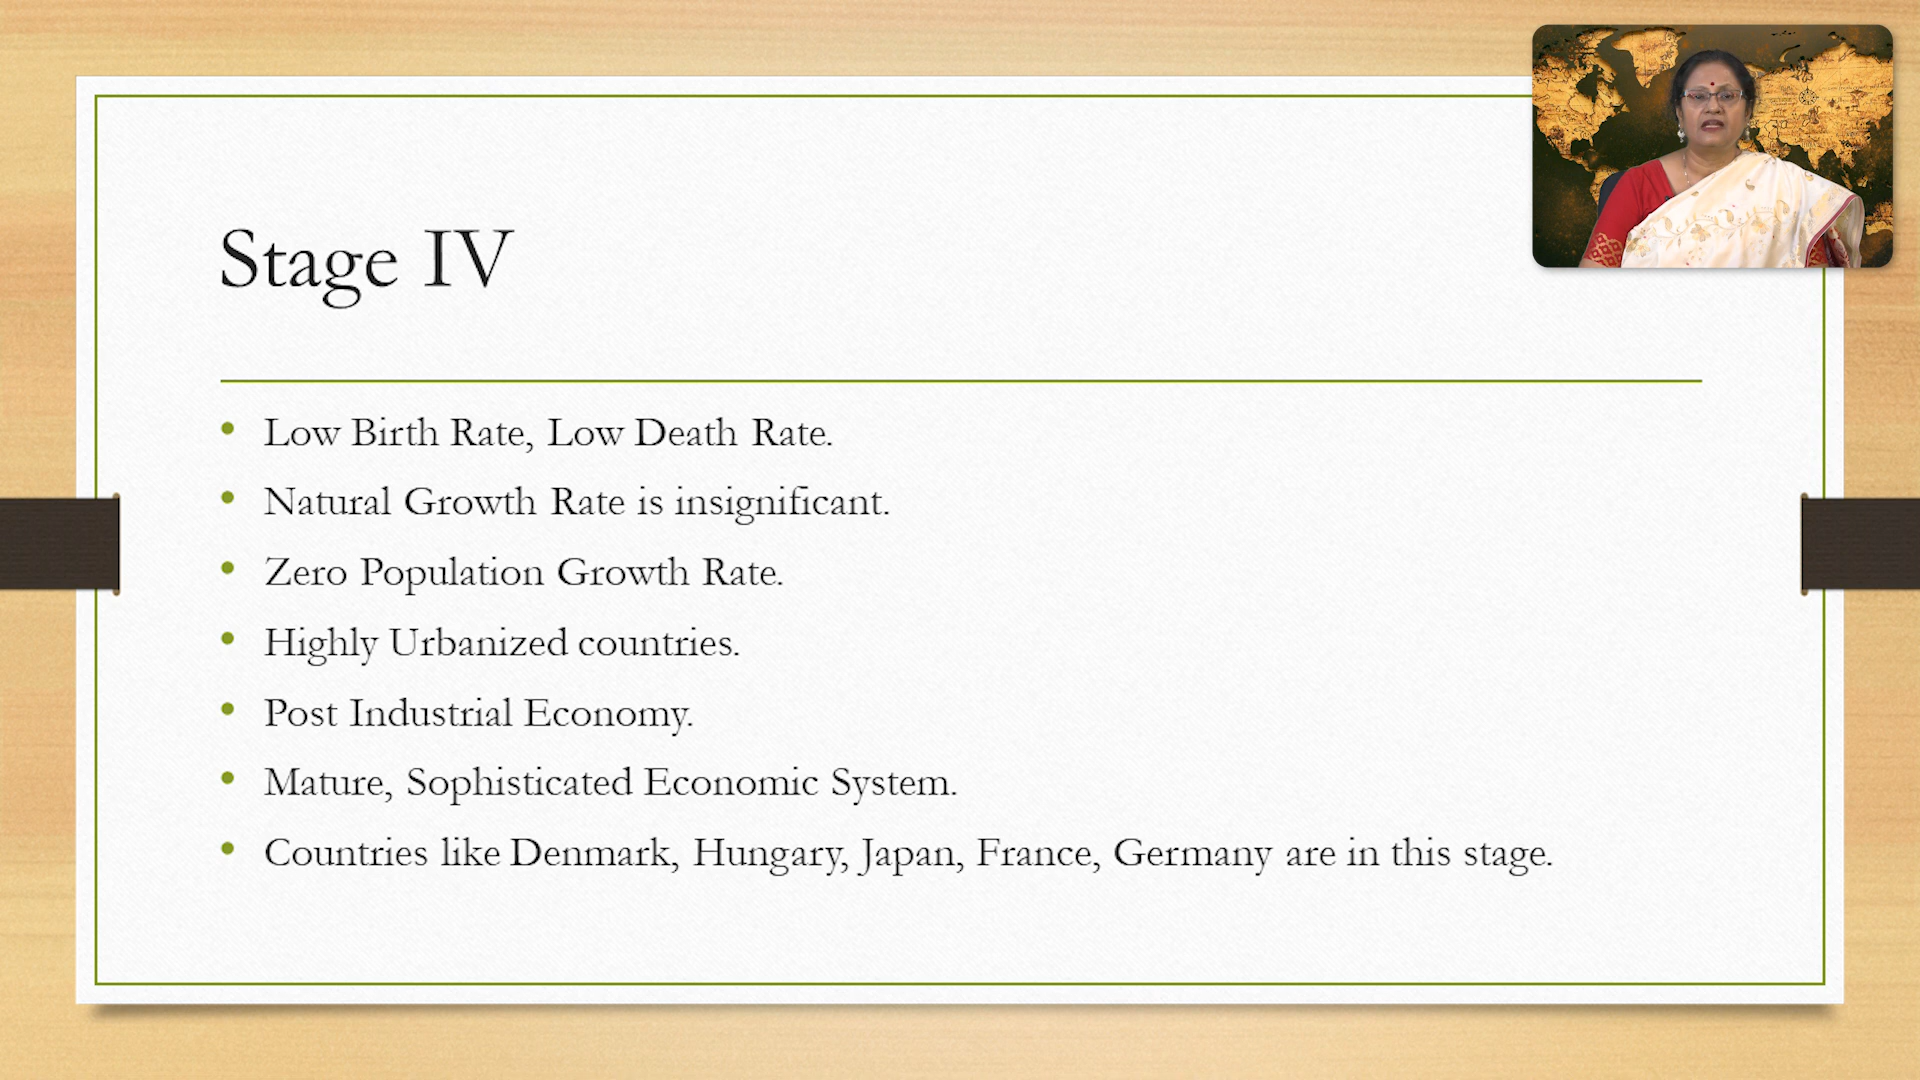 Stage IV
• Low Birth Rate, Low Death Rate.
• Natural Growth Rate is insignificant.
• Zero Population Growth Rate.
• Highly Urbanized countries.
• Post Industrial Economy.
• Mature, Sophisticated Economic System.
• Countries like Denmark, Hungary, Japan, France, Germany are in this stage.